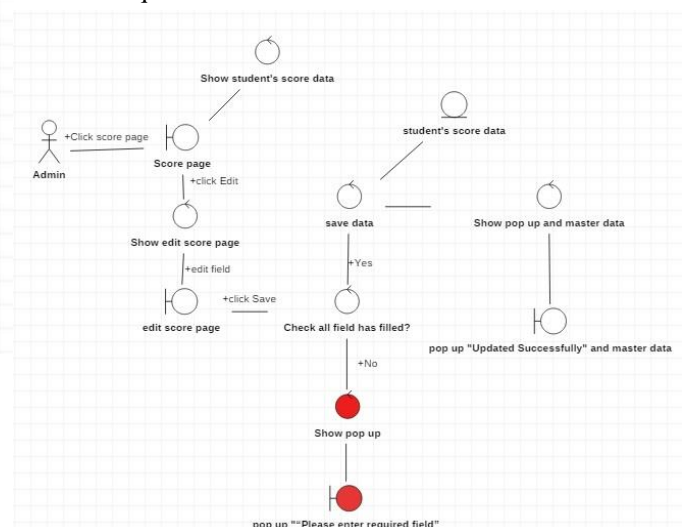 Show student's score data
student's score data
+Click score page
Admin
Score page
+click Edit
save data
Show pop up and master data
Show edit score page
+Yes
+edit field
+click Save
edit score page
Check all field has filled?
pop up "Updated Successfully" and master data
+No
Show pop up
pop up "“Please enter required field”